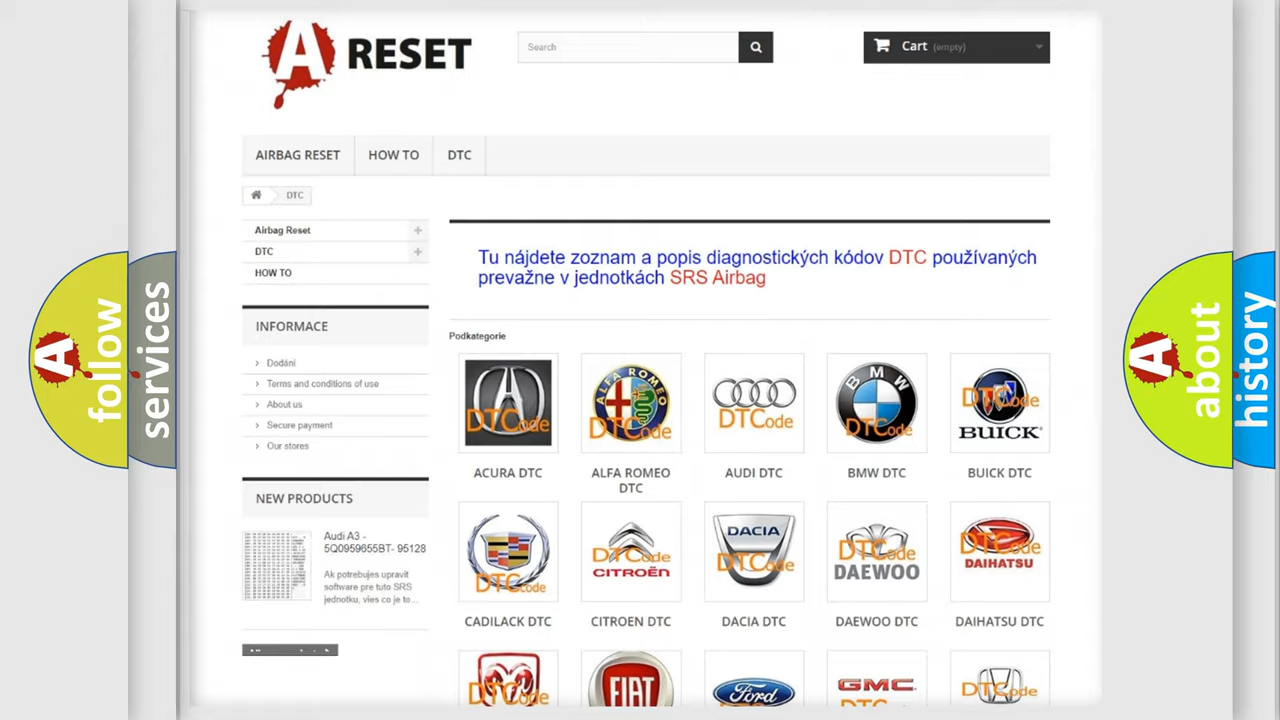 A RESET
Search
Cart (empty)
AIRBAG RESET
HOW TO
DTC
DTC
Airbag Reset
DTC
HOW TO
INFORMACE
Dodání
Terms and conditions of use
About us
Secure payment
Our stores
NEW PRODUCTS
Audi A3 -
5Q0959655BT- 95128
Ak potrebujes upravit
software pre tuto SRS
jednotku, vies co je to...
Tu nájdete zoznam a popis diagnostických kódov DTC používaných
prevažne v jednotkách SRS Airbag
Podkategorie
DTCode
ALFA ROMEO
DTCode
DTCode
BMW
DTCode
DTCode
BUICK
ACURA DTC
ALFA ROMEO
DTC
AUDI DTC
BMW DTC
BUICK DTC
DTCode
DTCode
CITROËN
DACIA
DTCode
DTCode
DAEWOO
DTCode
DAIHATSU
CADILACK DTC
CITROEN DTC
DACIA DTC
DAEWOO DTC
DAIHATSU DTC
DTCode
FIAT
Ford
GMC
DTCode
A follow
services
A about
history